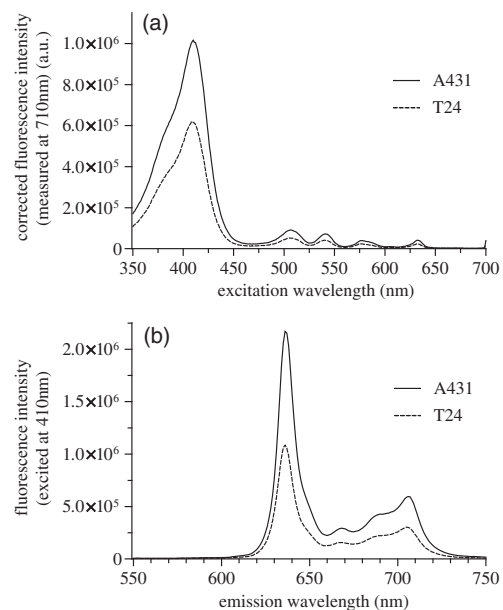 (a)
corrected fluorescence intensity
(measured at 710nm) (a.u.)
1.0×10⁶
8.0×10⁵
6.0×10⁵
4.0×10⁵
2.0×10⁵
0
A431
T24
350 400 450 500 550 600 650 700
excitation wavelength (nm)
(b)
fluorescence intensity
(excited at 410nm)
2.0×10⁶
1.5×10⁶
1.0×10⁶
5.0×10⁵
0
A431
T24
550 600 650 700 750
emission wavelength (nm)